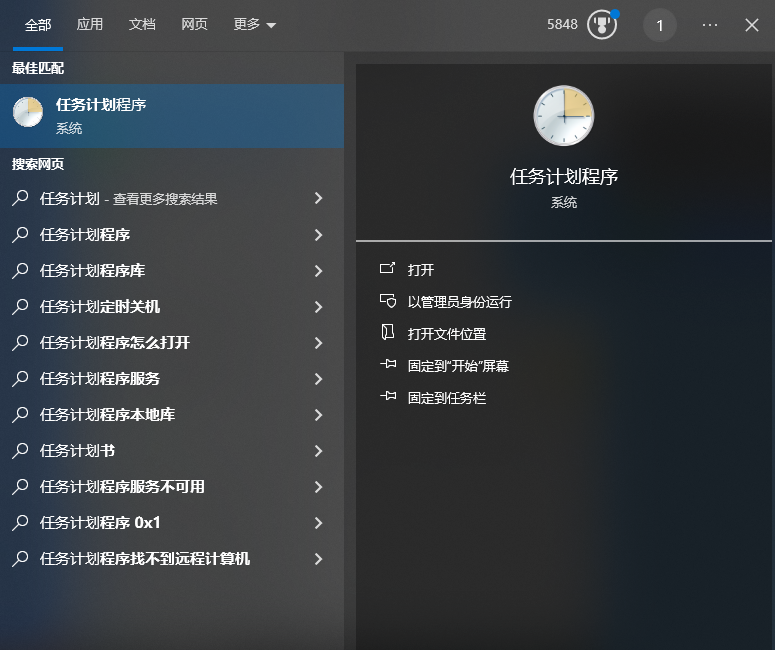 全部 应用 文档 网页 更多 5848 1
最佳匹配
任务计划程序
系统
搜索网页
任务计划 - 查看更多搜索结果
任务计划程序
任务计划程序库
任务计划定时关机
任务计划程序怎么打开
任务计划程序服务
任务计划程序本地库
任务计划书
任务计划程序服务不可用
任务计划程序 0x1
任务计划程序找不到远程计算机
任务计划程序
系统
打开
以管理员身份运行
打开文件位置
固定到"开始"屏幕
固定到任务栏